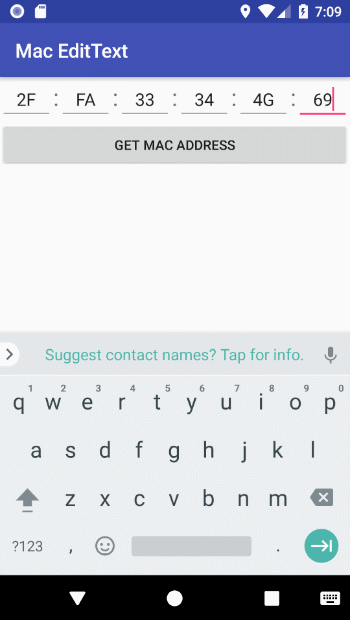 7:09
Mac EditText
2F : FA : 33 : 34 : 4G : 69
GET MAC ADDRESS
Suggest contact names? Tap for info.
1 2 3 4 5 6 7 8 9 0
q w e r t y u i o p
a s d f g h j k l
z x c v b n m
?123 , .